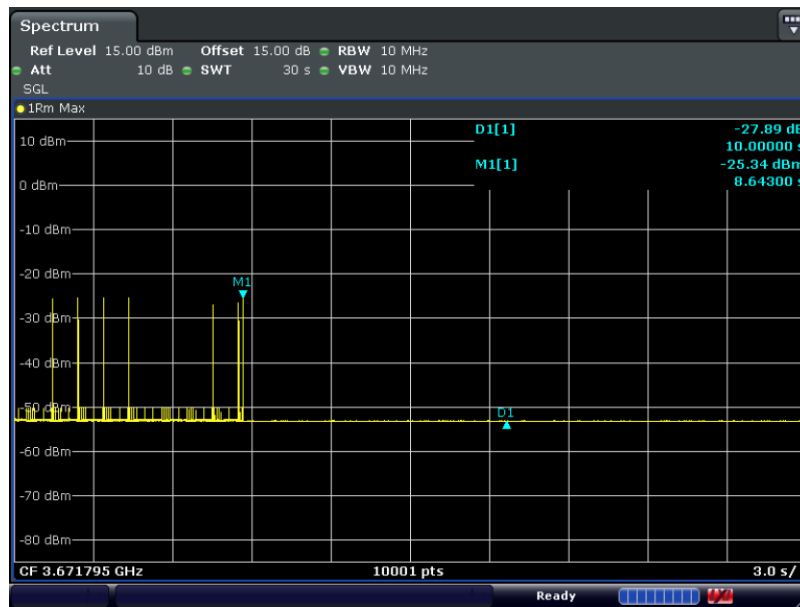 Spectrum
Ref Level 15.00 dBm Offset 15.00 dB RBW 10 MHz
Att 10 dB SWT 30 s VBW 10 MHz
SGL
1Rm Max
D1[1] -27.89 dB
10.00000 s
M1[1] -25.34 dBm
8.64300 s
10 dBm
0 dBm
-10 dBm
-20 dBm
M1
-30 dBm
-40 dBm
-50 dBm
D1
-60 dBm
-70 dBm
-80 dBm
CF 3.671795 GHz 10001 pts 3.0 s/
Ready